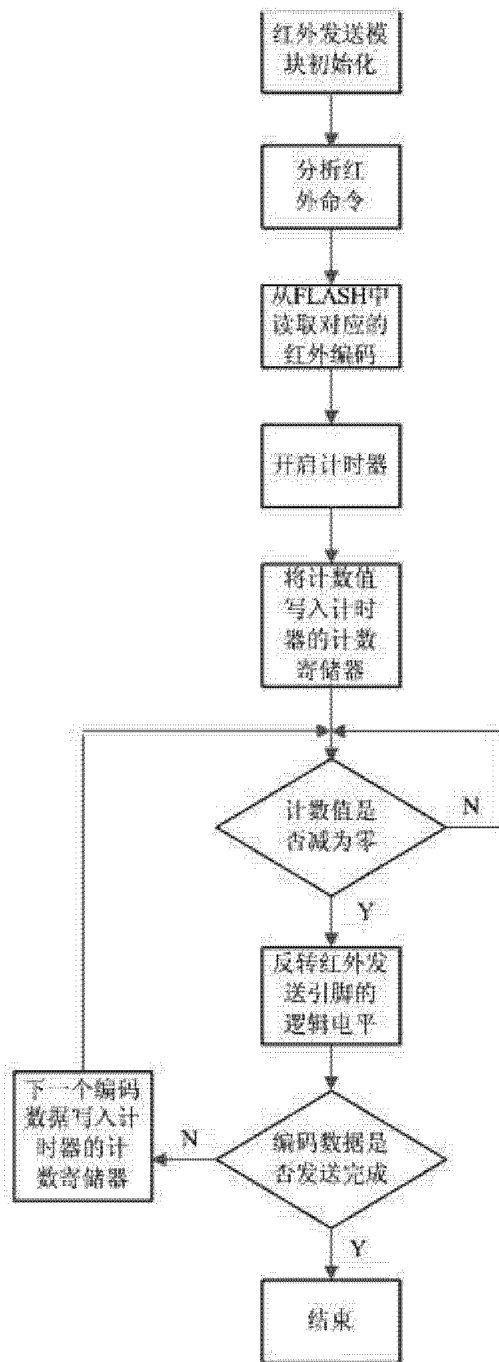 红外发送模
块初始化
分析红
外命令
从FLASH中
读取对应的
红外编码
开启计时器
将计数值
写入计时
器的计数
寄储器
计数值是
否减为零
N
Y
反转红外发
送引脚的
逻辑电平
下一个编码
数据写入计
时器的计
数寄储器
N
编码数据是
否发送完成
Y
结束